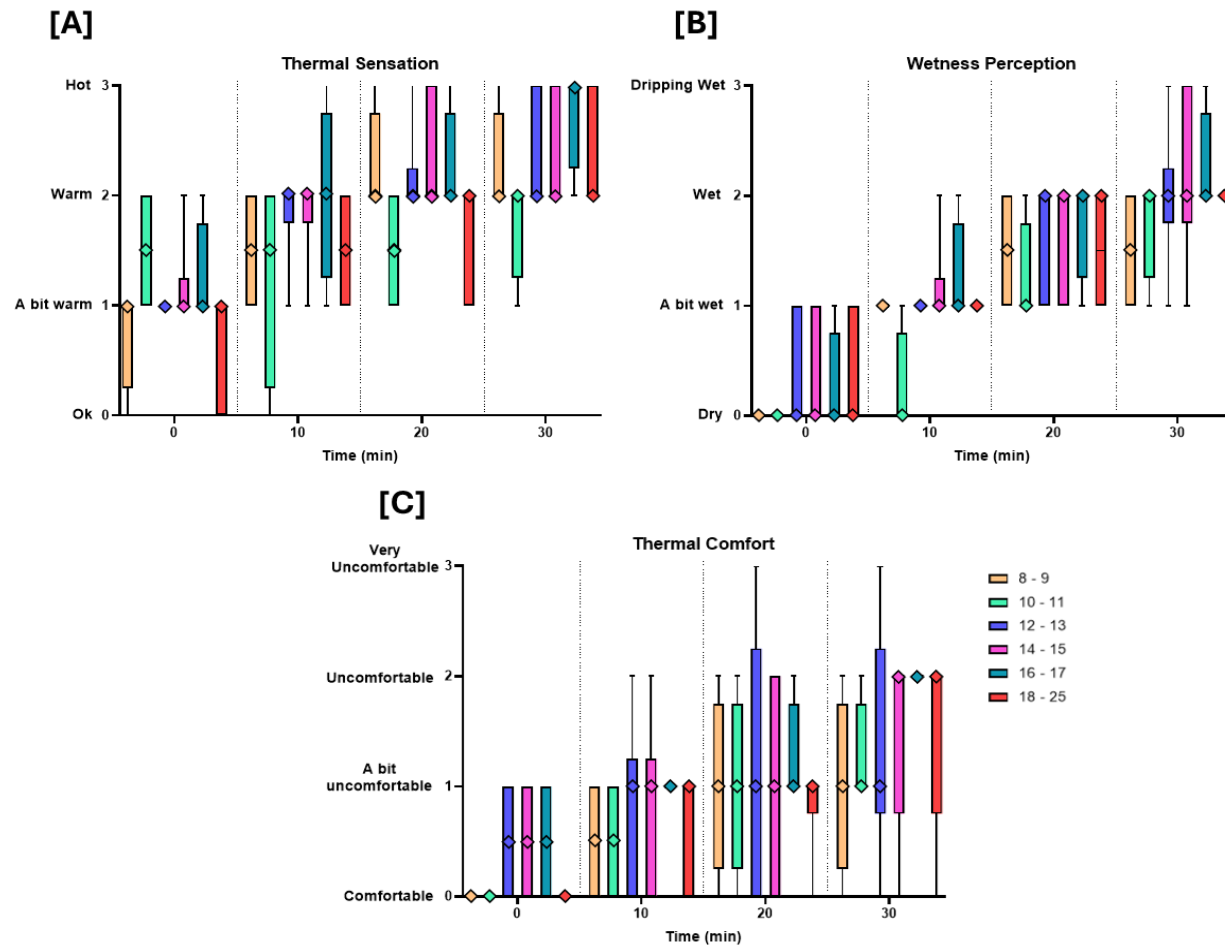 [A]
Thermal Sensation
Hot 3
Warm 2
A bit warm 1
Ok 0
0 10 20 30
Time (min)
[B]
Wetness Perception
Dripping Wet 3
Wet 2
A bit wet 1
Dry 0
0 10 20 30
Time (min)
[C]
Thermal Comfort
Very
Uncomfortable 3
Uncomfortable 2
A bit
uncomfortable 1
Comfortable 0
0 10 20 30
Time (min)
8 - 9
10 - 11
12 - 13
14 - 15
16 - 17
18 - 25